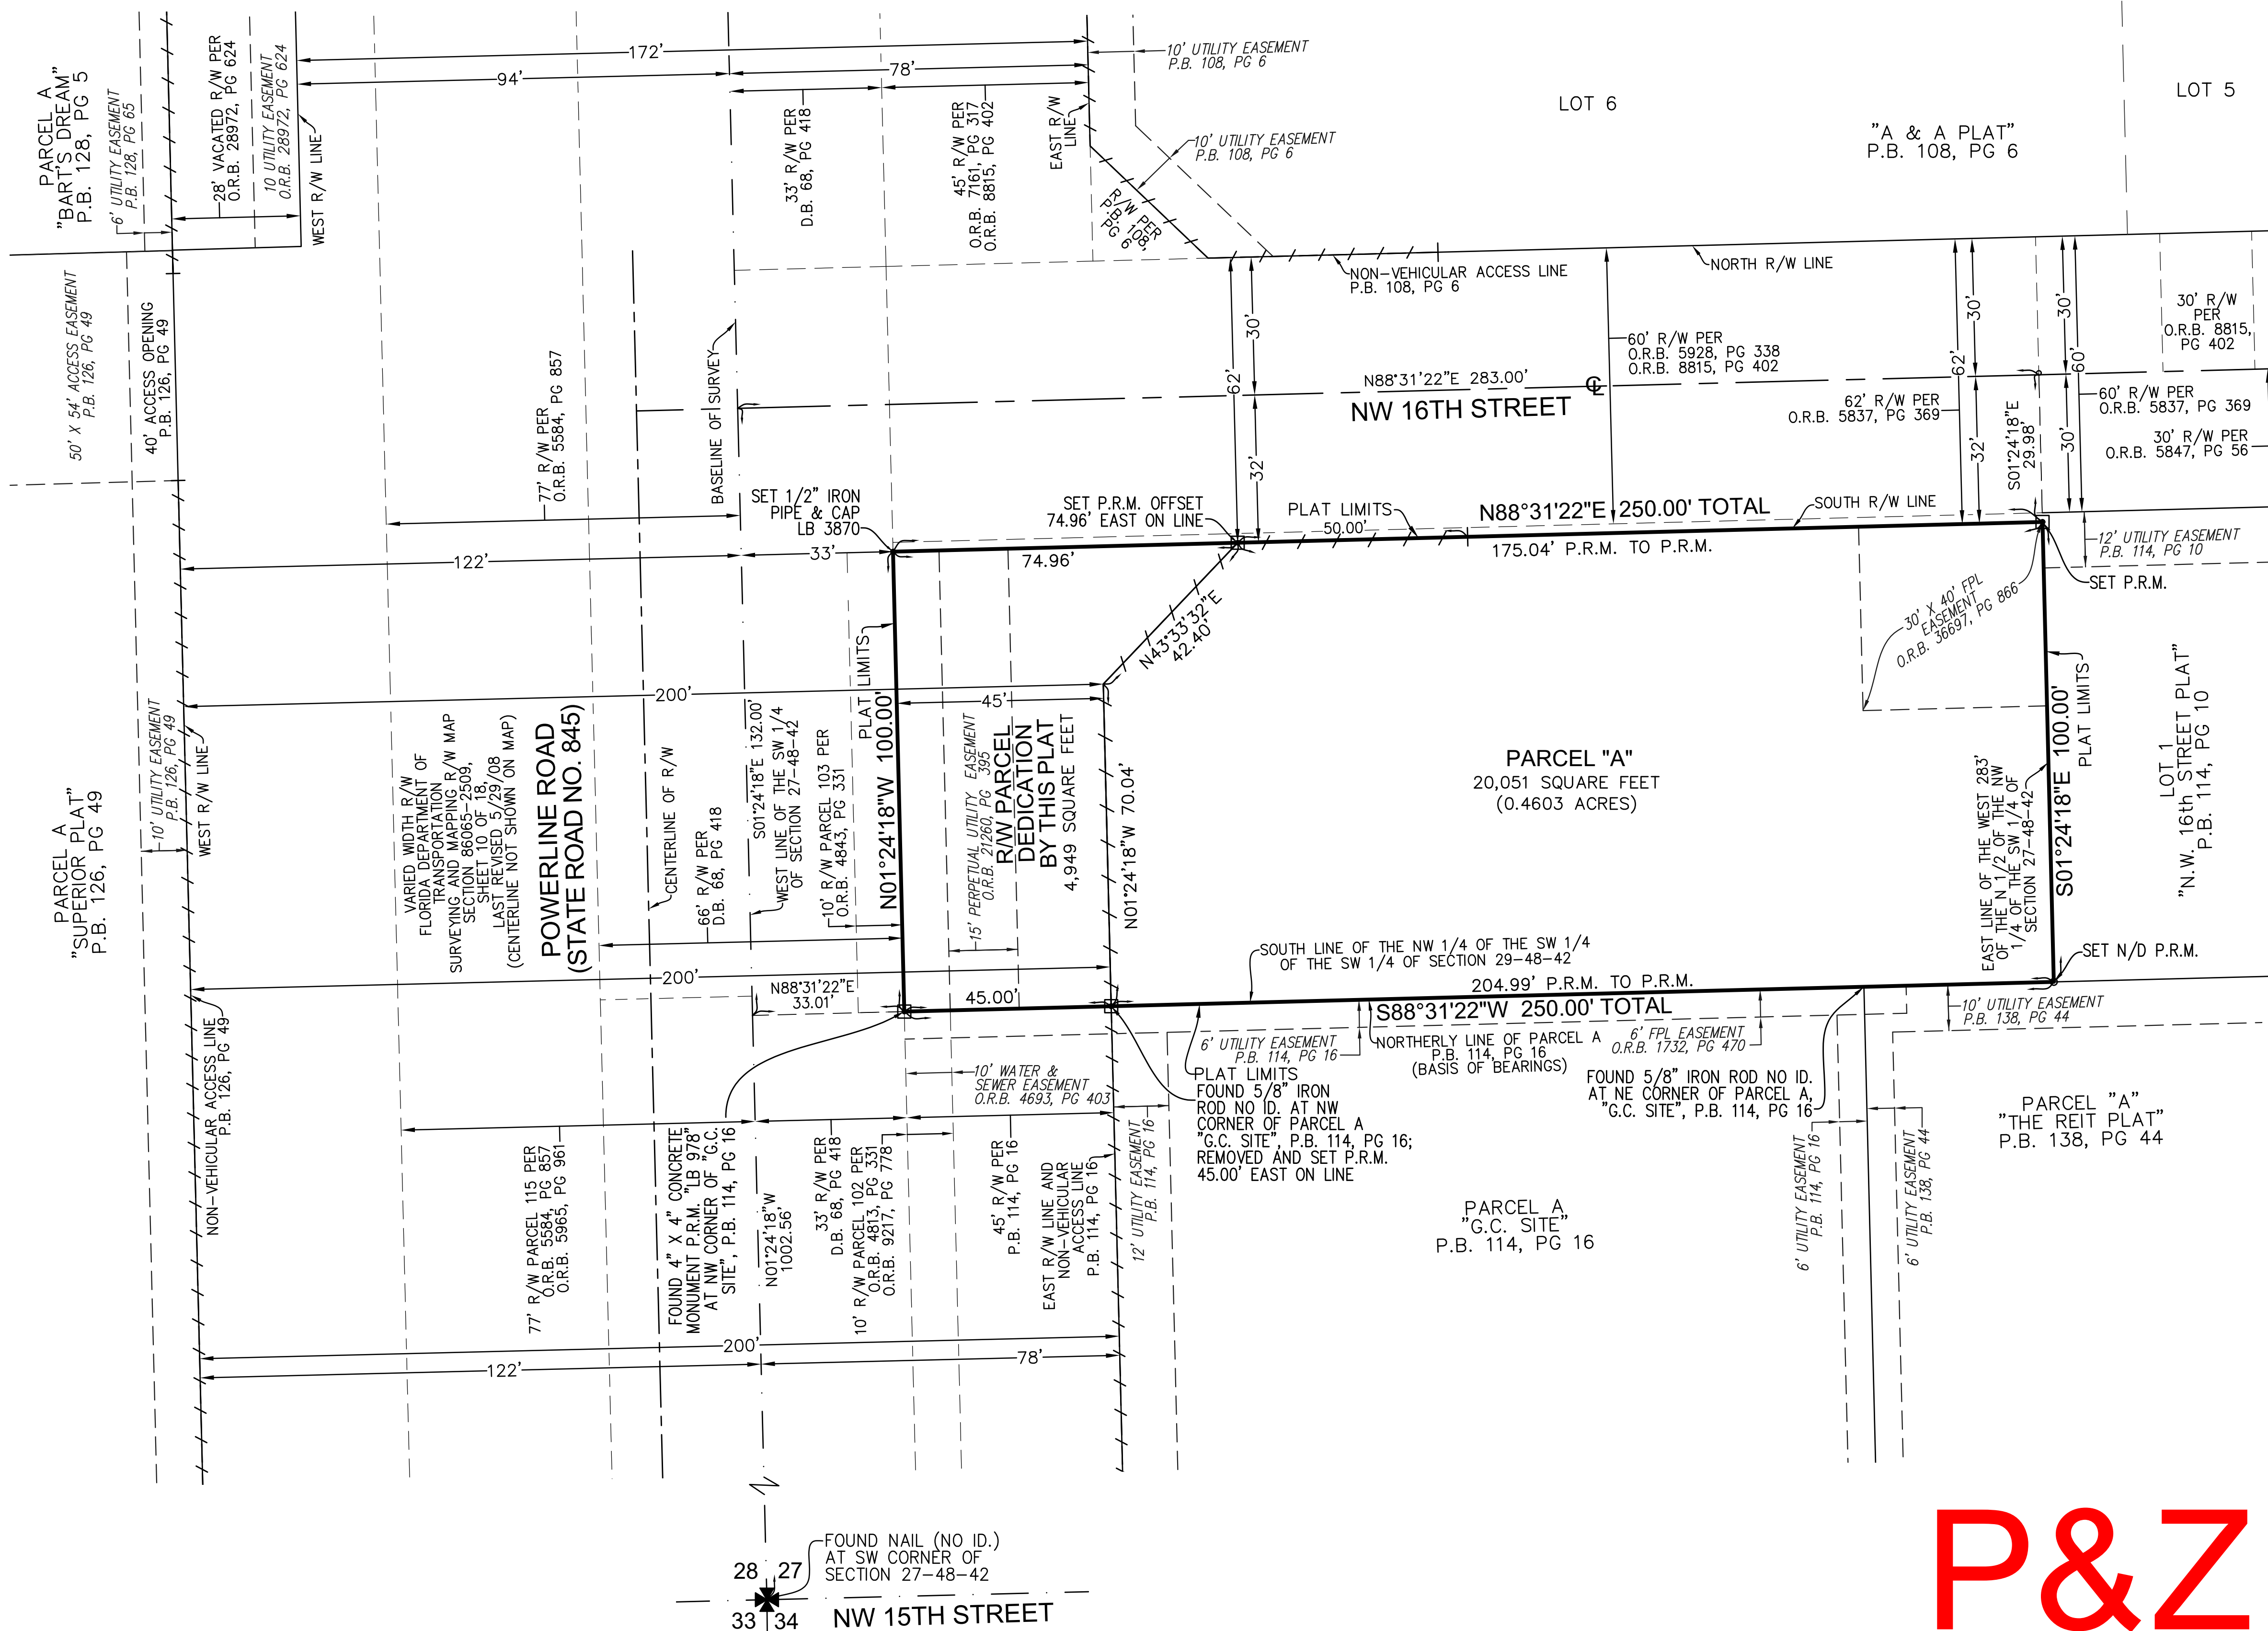 PARCEL A
"BART'S DREAM"
P.B. 128, PG 5
6' UTILITY EASEMENT
P.B. 128, PG 65
28' VACATED R/W PER
O.R.B. 28972, PG 624
10 UTILITY EASEMENT
O.R.B. 28972, PG 624
WEST R/W LINE
172'
94'
78'
33' R/W PER
D.B. 68, PG 418
45' R/W PER
O.R.B. 7161, PG 317
O.R.B. 8815, PG 402
EAST R/W
LINE
10' UTILITY EASEMENT
P.B. 108, PG 6
10' UTILITY EASEMENT
P.B. 108, PG 6
R/W PER
P.B. 108,
PG 6
LOT 6
"A & A PLAT"
P.B. 108, PG 6
LOT 5
50' X 54' ACCESS EASEMENT
P.B. 126, PG 49
40' ACCESS OPENING
P.B. 126, PG 49
77' R/W PER
O.R.B. 5584, PG 857
BASELINE OF SURVEY
NON-VEHICULAR ACCESS LINE
P.B. 108, PG 6
NORTH R/W LINE
62'
30'
32'
60' R/W PER
O.R.B. 5928, PG 338
O.R.B. 8815, PG 402
N88°31'22"E 283.00'
NW 16TH STREET
CL
62' R/W PER
O.R.B. 5837, PG 369
62'
30'
32'
S01°24'18"E
29.98'
30'
60'
30'
30' R/W
PER
O.R.B. 8815,
PG 402
60' R/W PER
O.R.B. 5837, PG 369
30' R/W PER
O.R.B. 5847, PG 56
SET 1/2" IRON
PIPE & CAP
LB 3870
SET P.R.M. OFFSET
74.96' EAST ON LINE
PLAT LIMITS
50.00'
N88°31'22"E 250.00' TOTAL
SOUTH R/W LINE
122'
33'
74.96'
175.04' P.R.M. TO P.R.M.
12' UTILITY EASEMENT
P.B. 114, PG 10
SET P.R.M.
30' X 40' FPL
EASEMENT
O.R.B. 36697, PG 866
N43°33'32"E
42.40'
PLAT LIMITS
N01°24'18"W 100.00'
200'
45'
10' UTILITY EASEMENT
P.B. 126, PG 49
WEST R/W LINE
PARCEL A
"SUPERIOR PLAT"
P.B. 126, PG 49
VARIED WIDTH R/W
FLORIDA DEPARTMENT OF
TRANSPORTATION
SURVEYING AND MAPPING R/W MAP
SECTION 86065-2509,
SHEET 10 OF 18,
LAST REVISED 5/29/08
(CENTERLINE NOT SHOWN ON MAP)
POWERLINE ROAD
(STATE ROAD NO. 845)
CENTERLINE OF R/W
66' R/W PER
D.B. 68, PG 418
S01°24'18"E 132.00'
WEST LINE OF THE SW 1/4
OF SECTION 27-48-42
10' R/W PARCEL 103 PER
O.R.B. 4843, PG 331
15' PERPETUAL UTILITY EASEMENT
O.R.B. 21260, PG 395
R/W PARCEL
DEDICATION
BY THIS PLAT
4,949 SQUARE FEET
N01°24'18"W 70.04'
PARCEL "A"
20,051 SQUARE FEET
(0.4603 ACRES)
EAST LINE OF THE WEST 283'
OF THE N 1/2 OF THE NW
1/4 OF THE SW 1/4 OF
SECTION 27-48-42
S01°24'18"E 100.00'
PLAT LIMITS
LOT 1
"N.W. 16th STREET PLAT"
P.B. 114, PG 10
SOUTH LINE OF THE NW 1/4 OF THE SW 1/4
OF THE SW 1/4 OF SECTION 29-48-42
SET N/D P.R.M.
200'
N88°31'22"E
33.01'
45.00'
204.99' P.R.M. TO P.R.M.
S88°31'22"W 250.00' TOTAL
NON-VEHICULAR ACCESS LINE
P.B. 126, PG 49
6' UTILITY EASEMENT
P.B. 114, PG 16
NORTHERLY LINE OF PARCEL A
P.B. 114, PG 16
(BASIS OF BEARINGS)
6' FPL EASEMENT
O.R.B. 1732, PG 470
10' UTILITY EASEMENT
P.B. 138, PG 44
PLAT LIMITS
FOUND 5/8" IRON
ROD NO ID. AT NW
CORNER OF PARCEL A
"G.C. SITE", P.B. 114, PG 16;
REMOVED AND SET P.R.M.
45.00' EAST ON LINE
FOUND 5/8" IRON ROD NO ID.
AT NE CORNER OF PARCEL A,
"G.C. SITE", P.B. 114, PG 16
10' WATER &
SEWER EASEMENT
O.R.B. 4693, PG 403
77' R/W PARCEL 115 PER
O.R.B. 5584, PG 857
O.R.B. 5965, PG 961
FOUND 4" X 4" CONCRETE
MONUMENT P.R.M. "LB 978"
AT NW CORNER OF "G.C.
SITE", P.B. 114, PG 16
N01°24'18"W
1002.56'
33' R/W PER
D.B. 68, PG 418
10' R/W PARCEL 102 PER
O.R.B. 4813, PG 331
O.R.B. 9217, PG 778
45' R/W PER
P.B. 114, PG 16
EAST R/W LINE AND
NON-VEHICULAR
ACCESS LINE
P.B. 114, PG 16
12' UTILITY EASEMENT
P.B. 114, PG 16
PARCEL A
"G.C. SITE"
P.B. 114, PG 16
6' UTILITY EASEMENT
P.B. 114, PG 16
6' UTILITY EASEMENT
P.B. 138, PG 44
PARCEL "A"
"THE REIT PLAT"
P.B. 138, PG 44
200'
122'
78'
FOUND NAIL (NO ID.)
AT SW CORNER OF
SECTION 27-48-42
28 27
33 34
NW 15TH STREET
P&Z